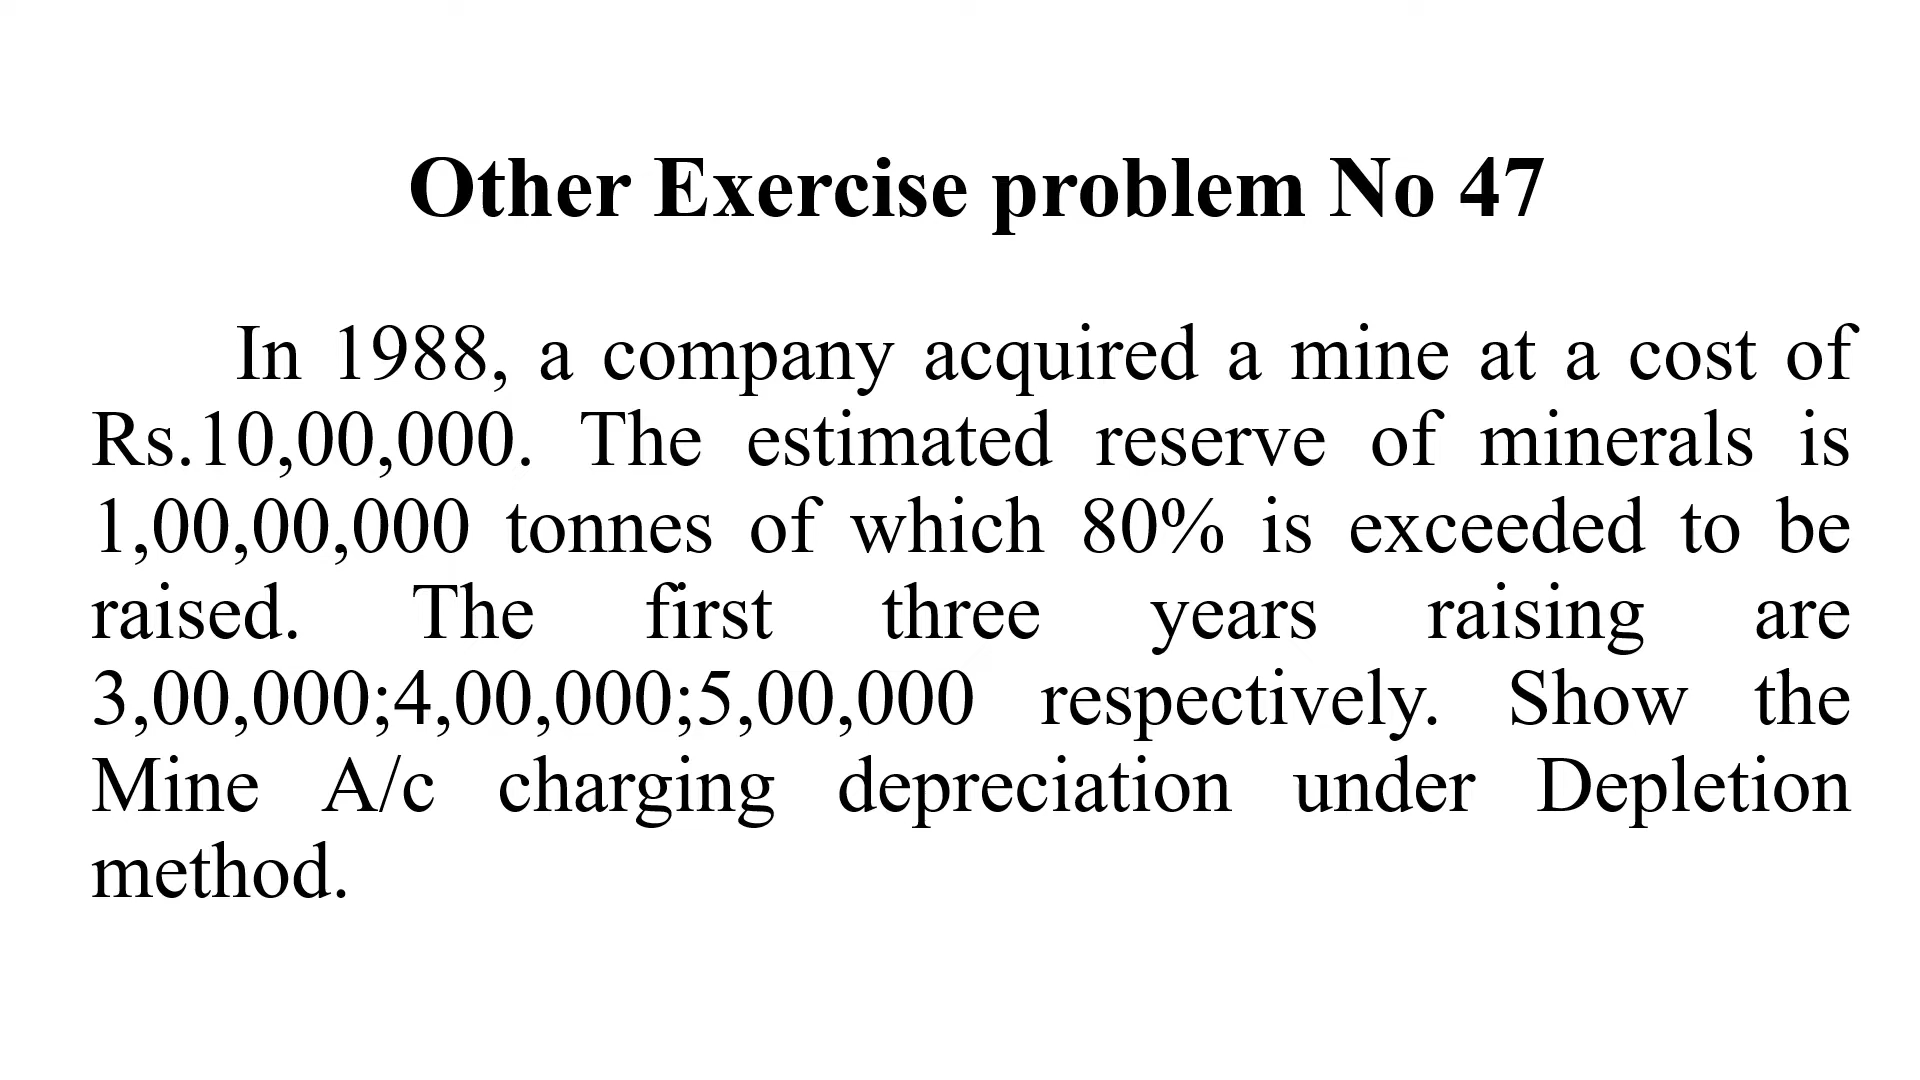 Other Exercise problem No 47
In 1988, a company acquired a mine at a cost of
Rs.10,00,000. The estimated reserve of minerals is
1,00,00,000 tonnes of which 80% is exceeded to be
raised. The first three years raising are
3,00,000;4,00,000;5,00,000 respectively. Show the
Mine A/c charging depreciation under Depletion
method.